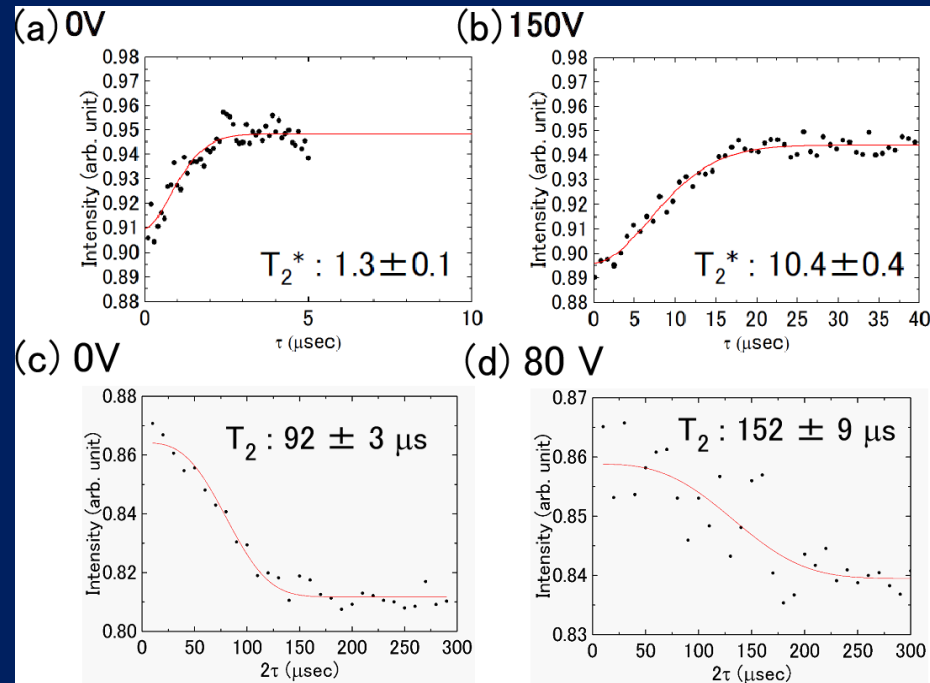 (a) 0V
0.98
0.97
0.96
0.95
0.94
0.93
0.92
0.91
0.90
0.89
0.88
Intensity (arb. unit)
T2* : 1.3±0.1
0 2 4 6 8 10
τ (μsec)
(b) 150V
0.98
0.97
0.96
0.95
0.94
0.93
0.92
0.91
0.90
0.89
0.88
Intensity (arb. unit)
T2* : 10.4±0.4
0 5 10 15 20 25 30 35 40
τ (μsec)
(c) 0V
0.88
0.86
0.84
0.82
0.80
Intensity (arb. unit)
T2 : 92 ± 3 μs
0 50 100 150 200 250 300
2τ (μsec)
(d) 80 V
0.87
0.86
0.85
0.84
0.83
Intensity (arb. unit)
T2 : 152 ± 9 μs
0 50 100 150 200 250 300
2τ (μsec)